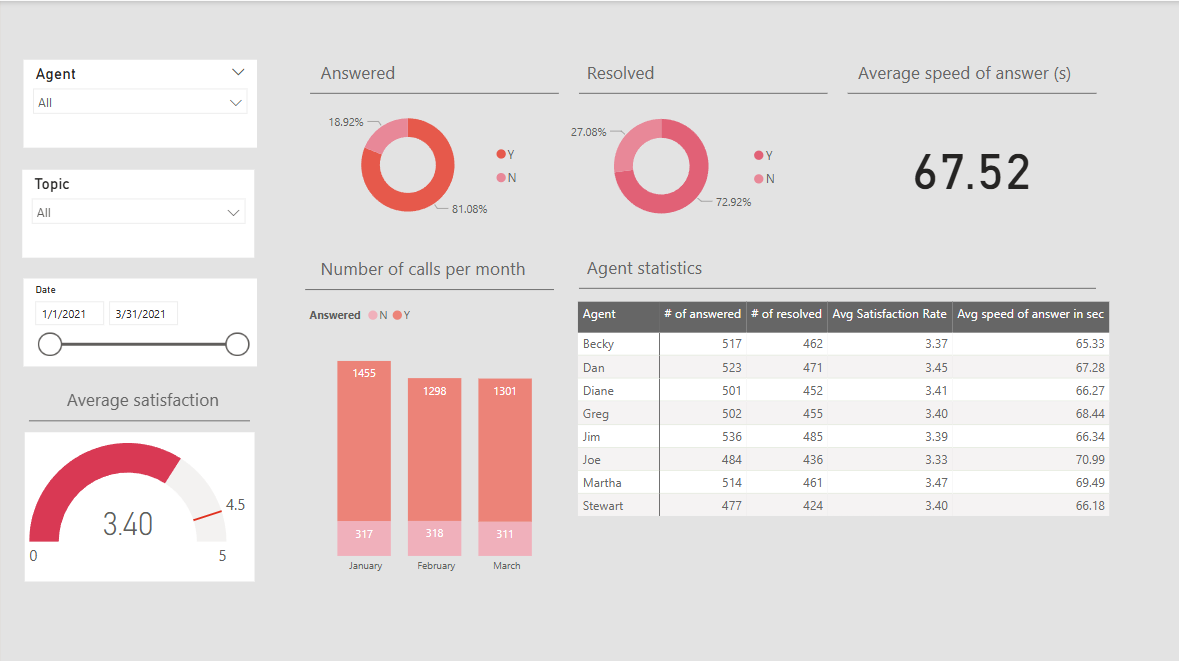 Agent
All
Topic
All
Date
1/1/2021 3/31/2021
Average satisfaction
3.40
0
5
4.5
Answered
18.92%
81.08%
Y
N
Resolved
27.08%
72.92%
Y
N
Average speed of answer (s)
67.52
Number of calls per month
Answered N Y
1455 1298 1301
317 318 311
January February March
Agent statistics
Agent # of answered # of resolved Avg Satisfaction Rate Avg speed of answer in sec
Becky 517 462 3.37 65.33
Dan 523 471 3.45 67.28
Diane 501 452 3.41 66.27
Greg 502 455 3.40 68.44
Jim 536 485 3.39 66.34
Joe 484 436 3.33 70.99
Martha 514 461 3.47 69.49
Stewart 477 424 3.40 66.18